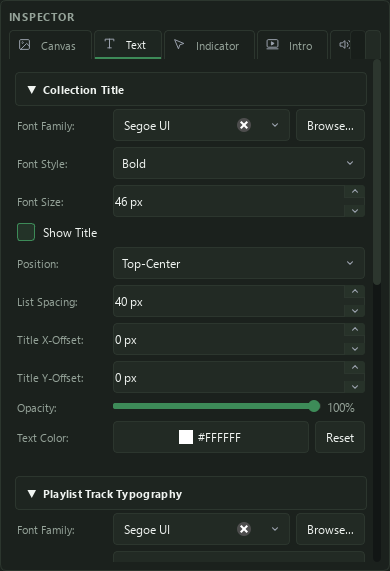 INSPECTOR
Canvas Text Indicator Intro
▼ Collection Title
Font Family: Segoe UI Browse...
Font Style: Bold
Font Size: 46 px
Show Title
Position: Top-Center
List Spacing: 40 px
Title X-Offset: 0 px
Title Y-Offset: 0 px
Opacity: 100%
Text Color: #FFFFFF Reset
▼ Playlist Track Typography
Font Family: Segoe UI Browse...